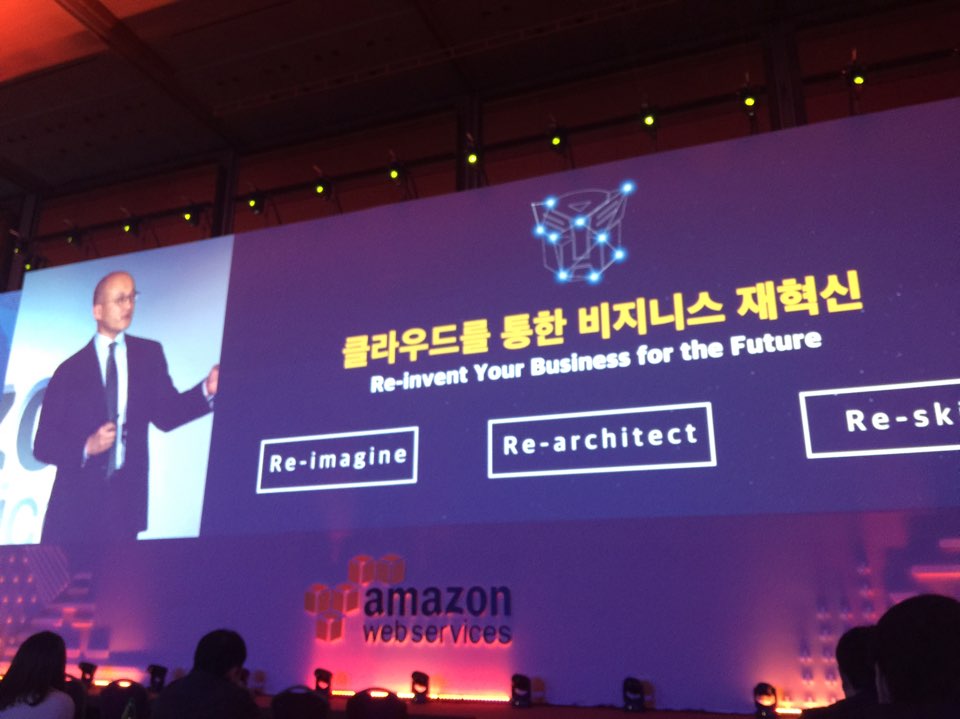 클라우드를 통한 비지니스 재혁신
Re-invent Your Business for the Future
Re-imagine
Re-architect
Re-ski
amazon
web services